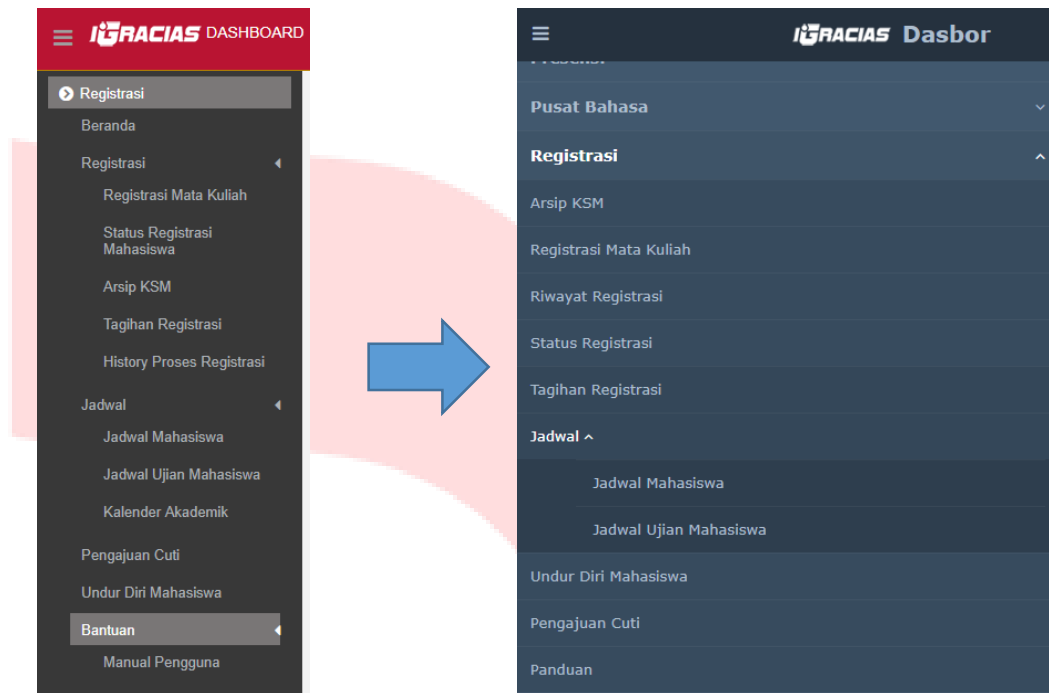 iGRACIAS DASHBOARD
Registrasi
Beranda
Registrasi
Registrasi Mata Kuliah
Status Registrasi
Mahasiswa
Arsip KSM
Tagihan Registrasi
History Proses Registrasi
Jadwal
Jadwal Mahasiswa
Jadwal Ujian Mahasiswa
Kalender Akademik
Pengajuan Cuti
Undur Diri Mahasiswa
Bantuan
Manual Pengguna
iGRACIAS Dasbor
Pusat Bahasa
Registrasi
Arsip KSM
Registrasi Mata Kuliah
Riwayat Registrasi
Status Registrasi
Tagihan Registrasi
Jadwal
Jadwal Mahasiswa
Jadwal Ujian Mahasiswa
Undur Diri Mahasiswa
Pengajuan Cuti
Panduan